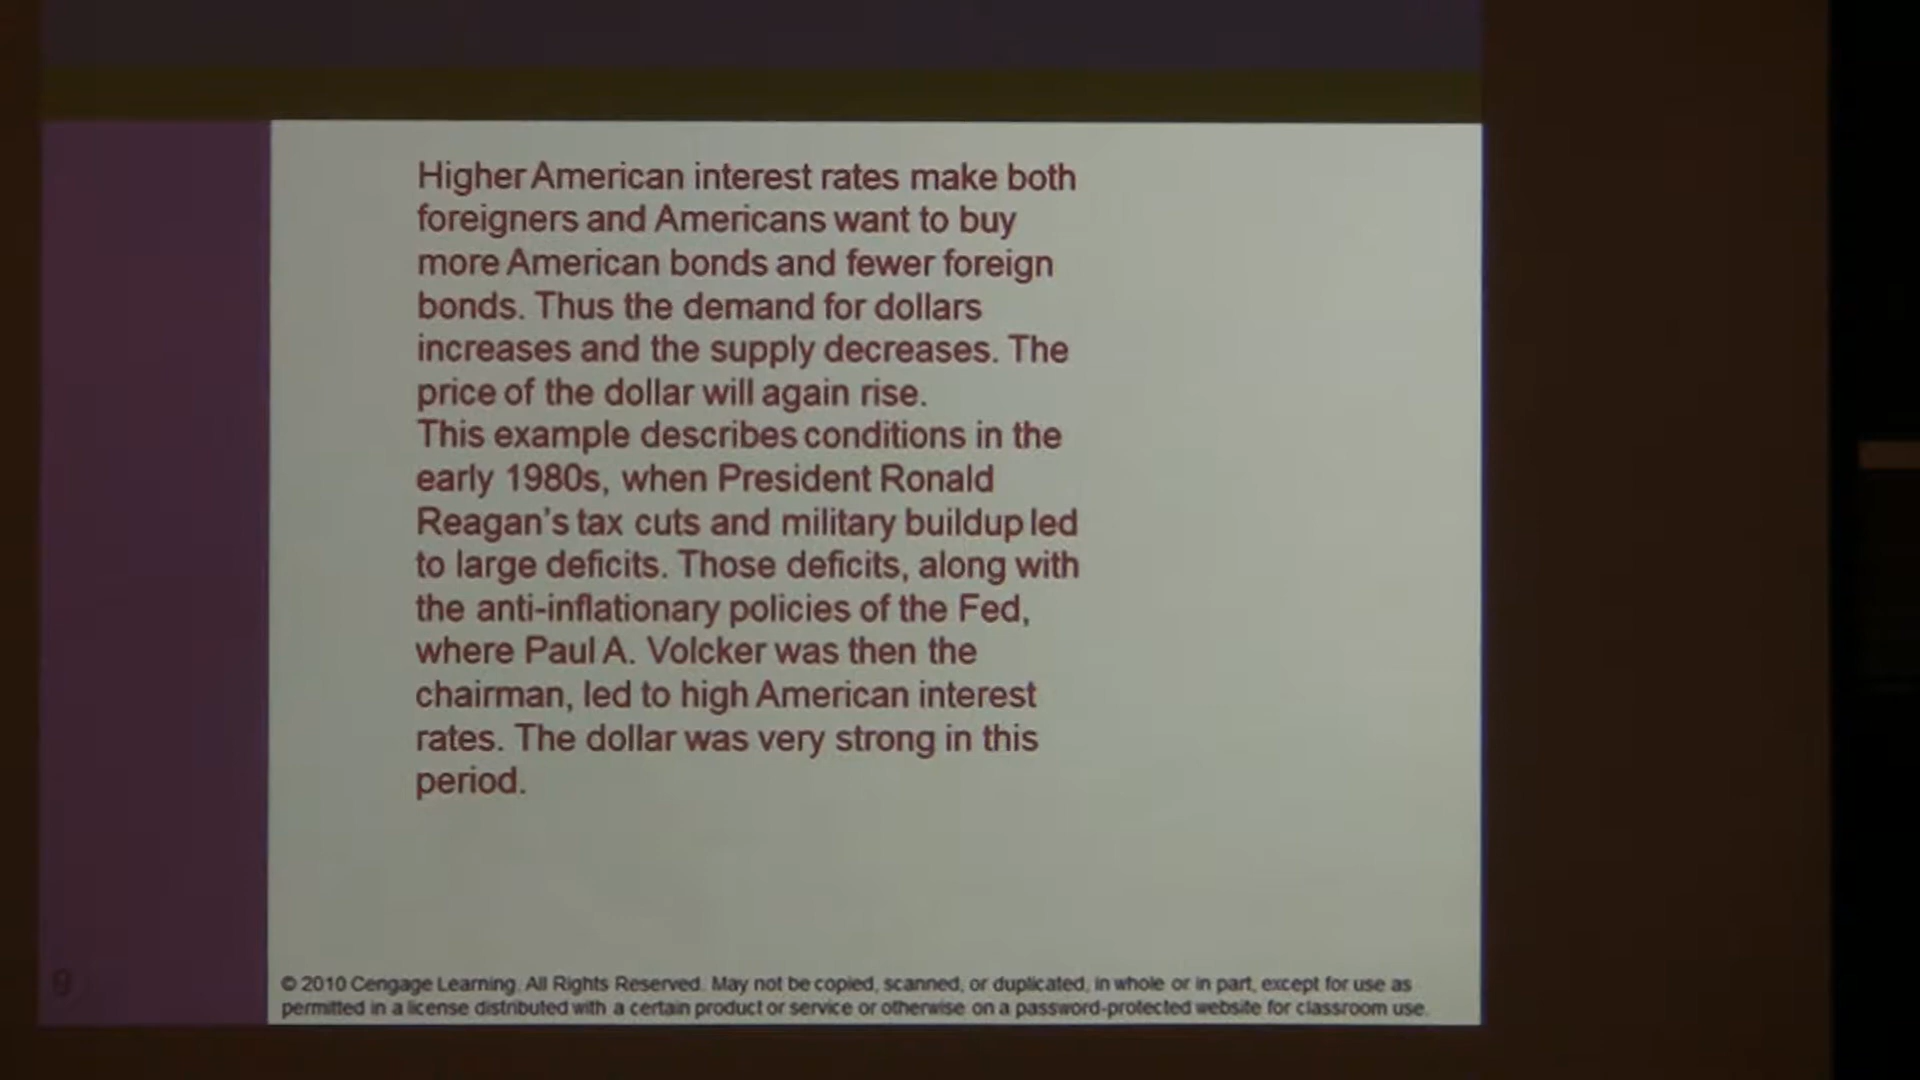 Higher American interest rates make both
foreigners and Americans want to buy
more American bonds and fewer foreign
bonds. Thus the demand for dollars
increases and the supply decreases. The
price of the dollar will again rise.
This example describes conditions in the
early 1980s, when President Ronald
Reagan’s tax cuts and military buildup led
to large deficits. Those deficits, along with
the anti-inflationary policies of the Fed,
where Paul A. Volcker was then the
chairman, led to high American interest
rates. The dollar was very strong in this
period.
9
© 2010 Cengage Learning. All Rights Reserved. May not be copied, scanned, or duplicated, in whole or in part, except for use as
permitted in a license distributed with a certain product or service or otherwise on a password-protected website for classroom use.